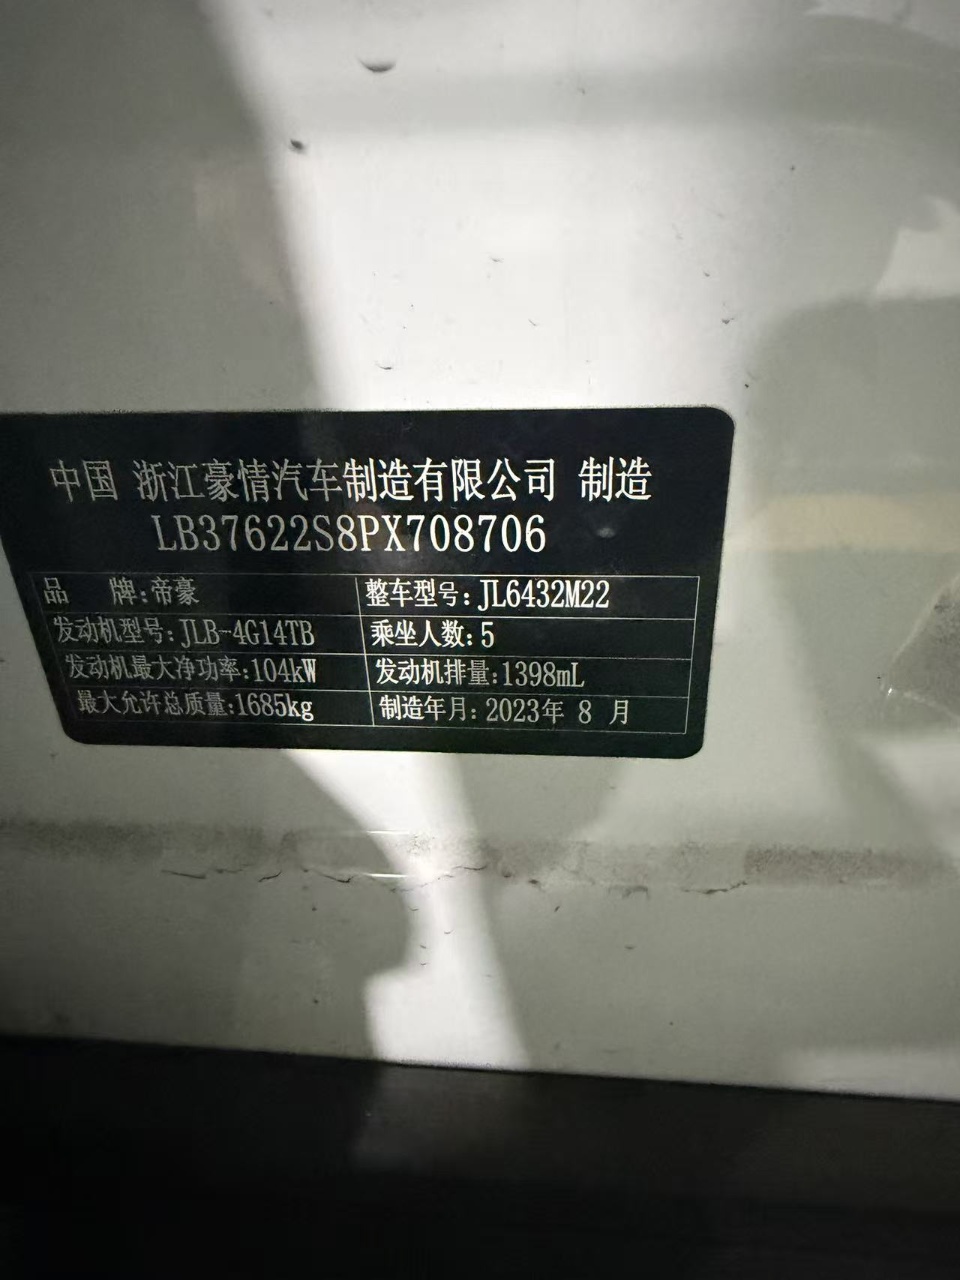 中国 浙江豪情汽车制造有限公司 制造
LB37622S8PX708706
品 牌:帝豪 整车型号:JL6432M22
发动机型号:JLB-4G14TB 乘坐人数:5
发动机最大净功率:104kW 发动机排量:1398mL
最大允许总质量:1685kg 制造年月:2023年 8 月